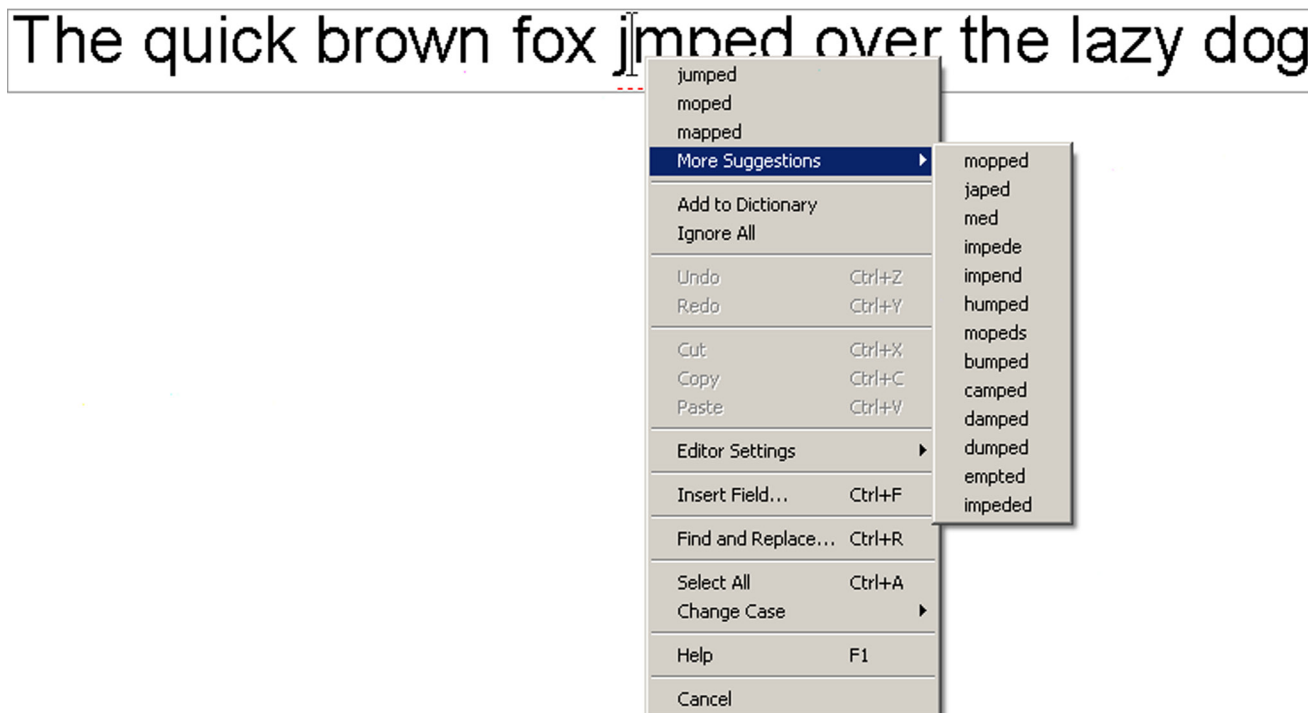 The quick brown fox jmped over the lazy dog
jumped
moped
mapped
More Suggestions
Add to Dictionary
Ignore All
Undo Ctrl+Z
Redo Ctrl+Y
Cut Ctrl+X
Copy Ctrl+C
Paste Ctrl+V
Editor Settings
Insert Field... Ctrl+F
Find and Replace... Ctrl+R
Select All Ctrl+A
Change Case
Help F1
Cancel
mopped
japed
med
impede
impend
humped
mopeds
bumped
camped
damped
dumped
empted
impeded